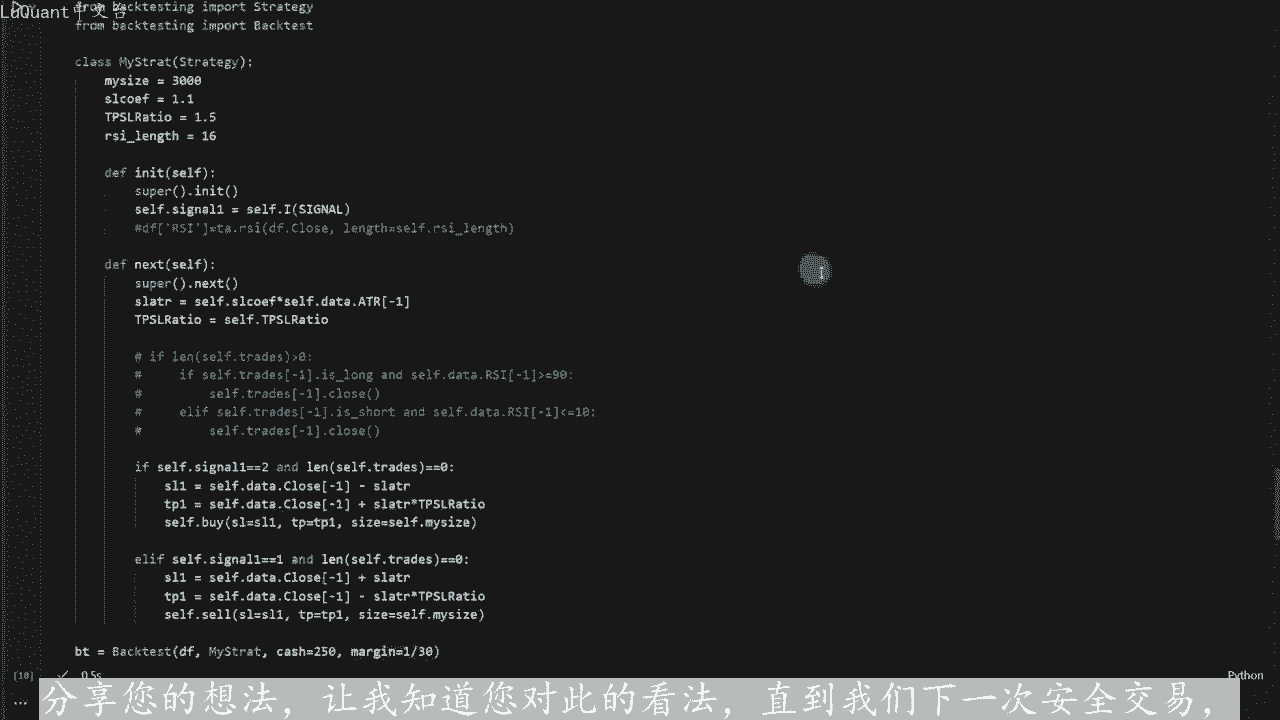 LuQuant中文台
from backtesting import Strategy
from backtesting import Backtest
class MyStrat(Strategy):
mysize = 3000
slcoef = 1.1
TPSLRatio = 1.5
rsi_length = 16
def init(self):
super().init()
self.signal1 = self.I(SIGNAL)
#df['RSI']=ta.rsi(df.Close, length=self.rsi_length)
def next(self):
super().next()
slatr = self.slcoef*self.data.ATR[-1]
TPSLRatio = self.TPSLRatio
# if len(self.trades)>0:
#     if self.trades[-1].is_long and self.data.RSI[-1]>=90:
#         self.trades[-1].close()
#     elif self.trades[-1].is_short and self.data.RSI[-1]<=10:
#         self.trades[-1].close()
if self.signal1==2 and len(self.trades)==0:
sl1 = self.data.Close[-1] - slatr
tp1 = self.data.Close[-1] + slatr*TPSLRatio
self.buy(sl=sl1, tp=tp1, size=self.mysize)
elif self.signal1==1 and len(self.trades)==0:
sl1 = self.data.Close[-1] + slatr
tp1 = self.data.Close[-1] - slatr*TPSLRatio
self.sell(sl=sl1, tp=tp1, size=self.mysize)
bt = Backtest(df, MyStrat, cash=250, margin=1/30)
[10] ✓ 0.5s Python
... 分享您的想法，让我知道您对此的看法，直到我们下一次安全交易，